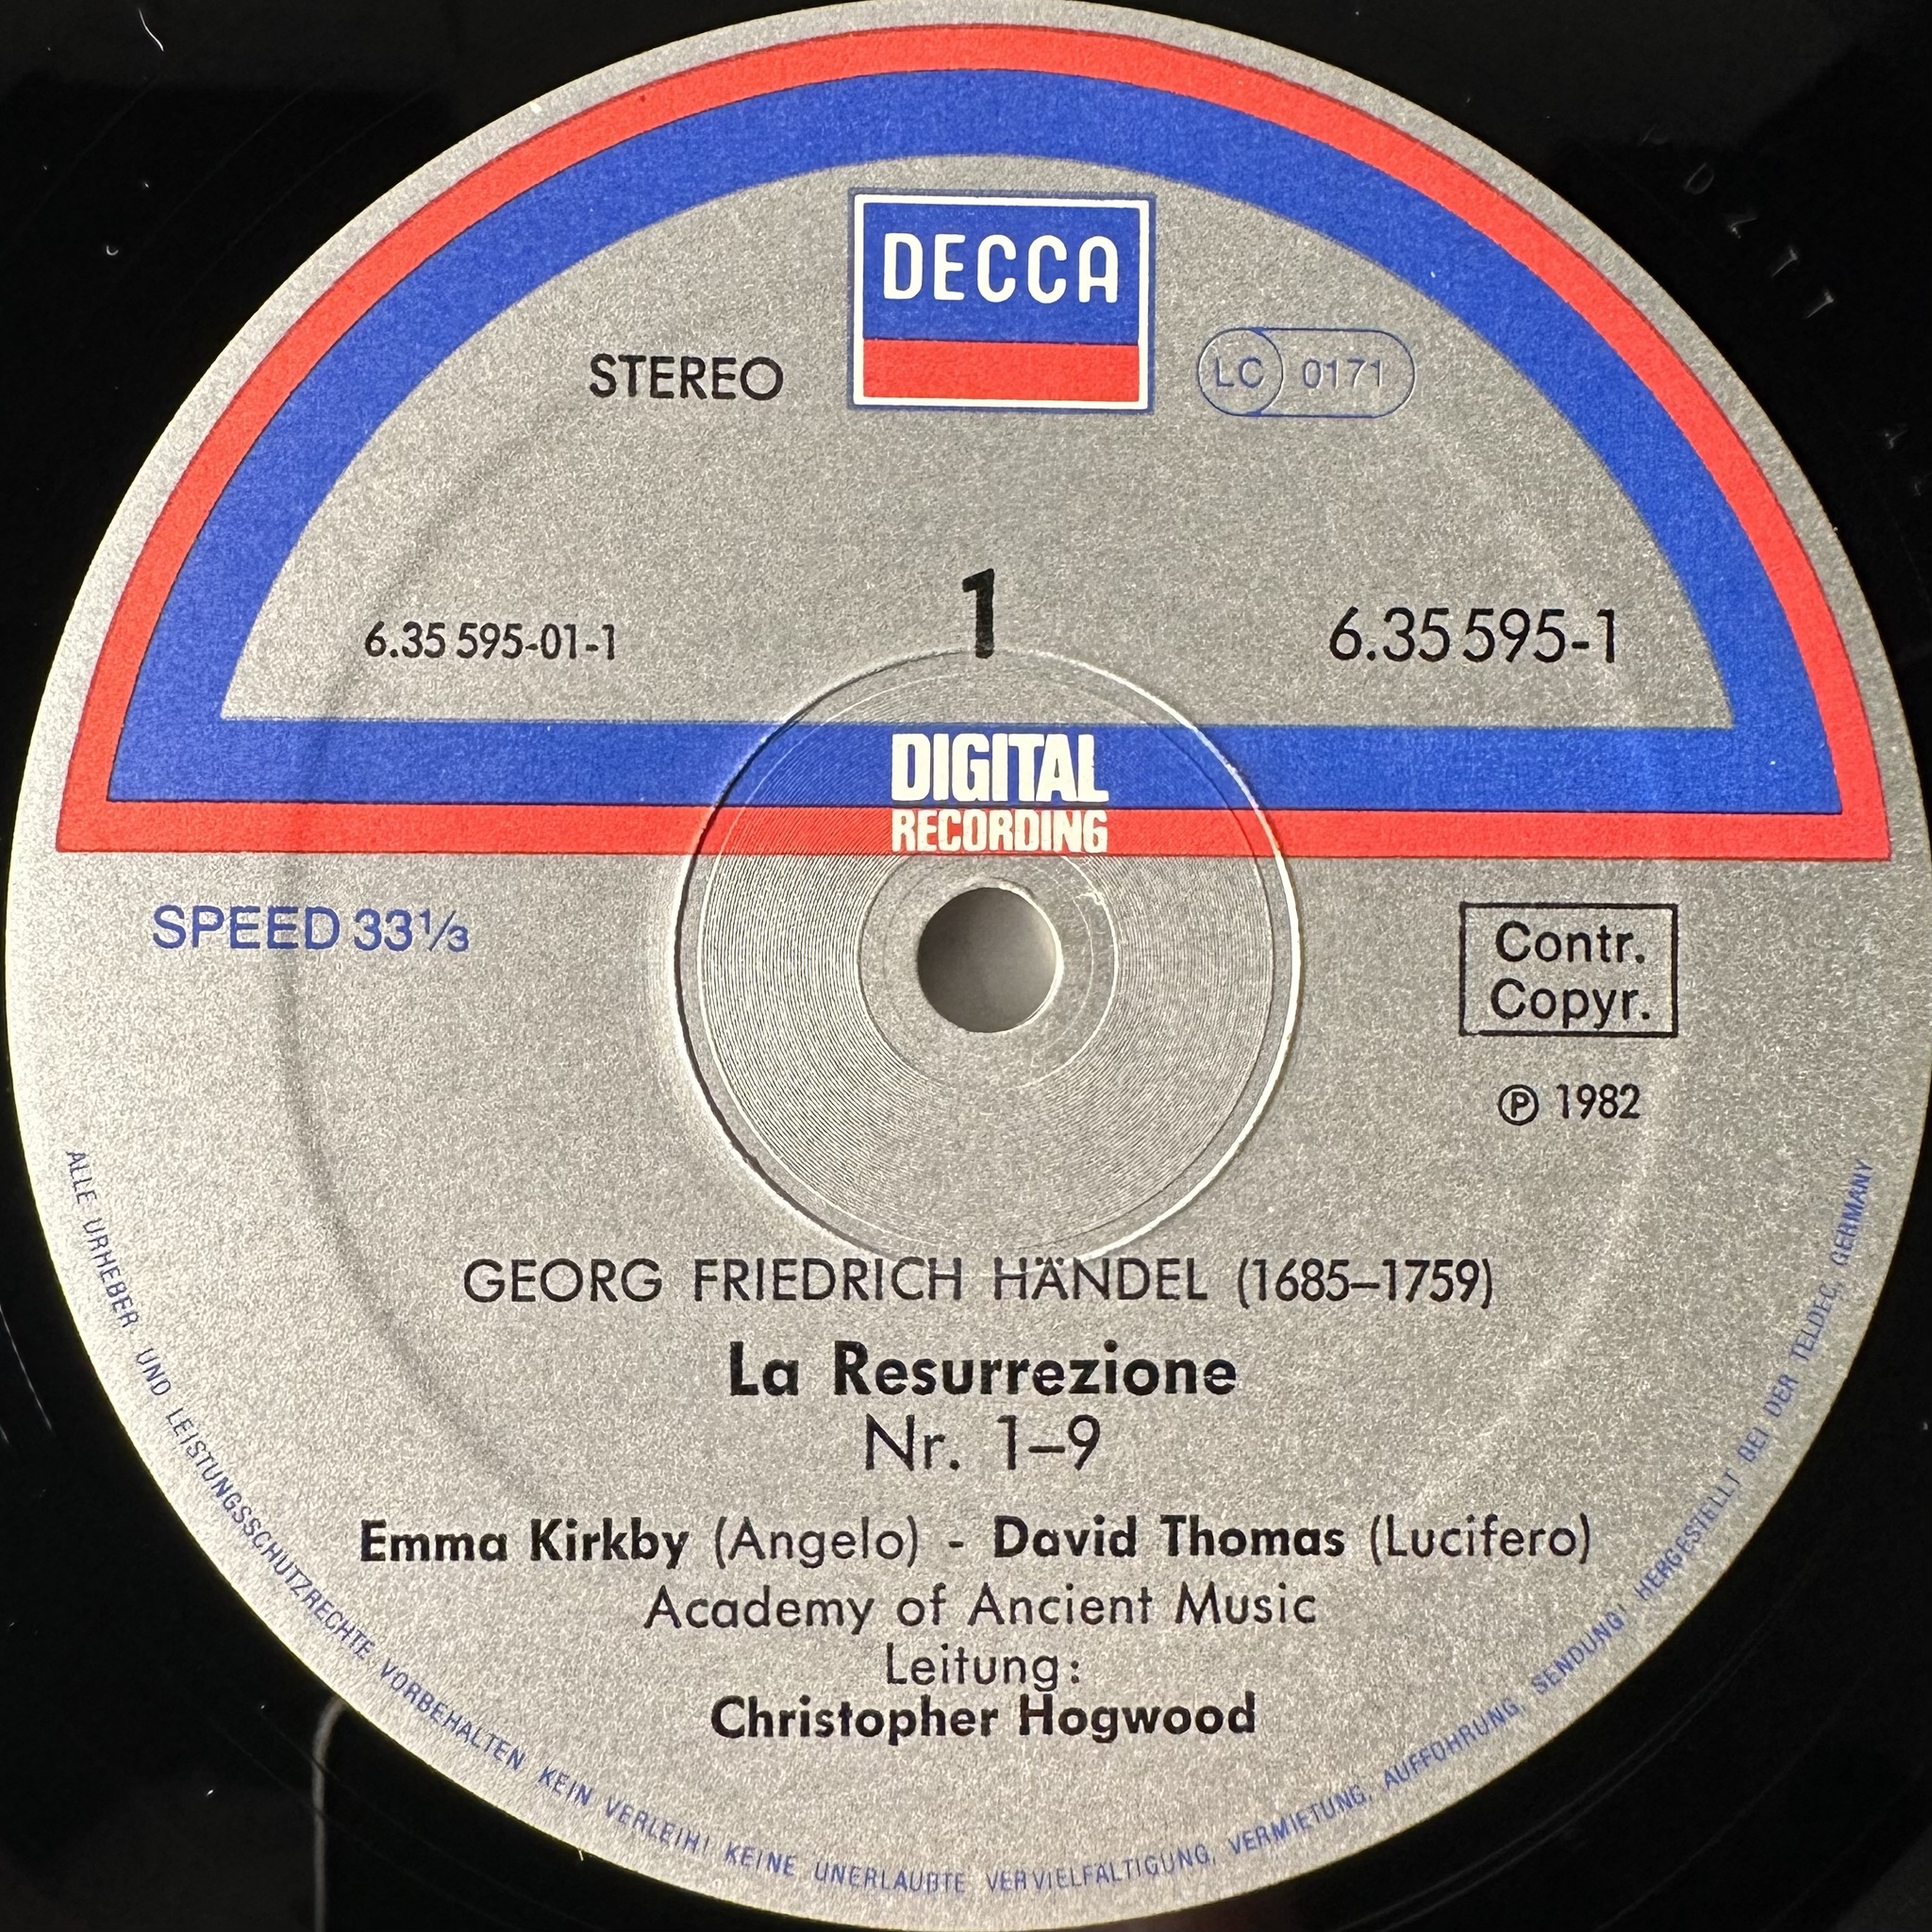 DECCA
STEREO
LC 0171
1
6.35 595-01-1
6.35 595-1
DIGITAL
RECORDING
SPEED 33⅓
Contr.
Copyr.
℗ 1982
GEORG FRIEDRICH HÄNDEL (1685–1759)
La Resurrezione
Nr. 1–9
Emma Kirkby (Angelo) - David Thomas (Lucifero)
Academy of Ancient Music
Leitung:
Christopher Hogwood
ALLE URHEBER UND LEISTUNGSSCHUTZRECHTE VORBEHALTEN KEIN VERLEIH! KEINE UNERLAUBTE VERVIELFÄLTIGUNG, VERMIETUNG, AUFFÜHRUNG, SENDUNG! HERGESTELLT BEI DER TELDEC, GERMANY